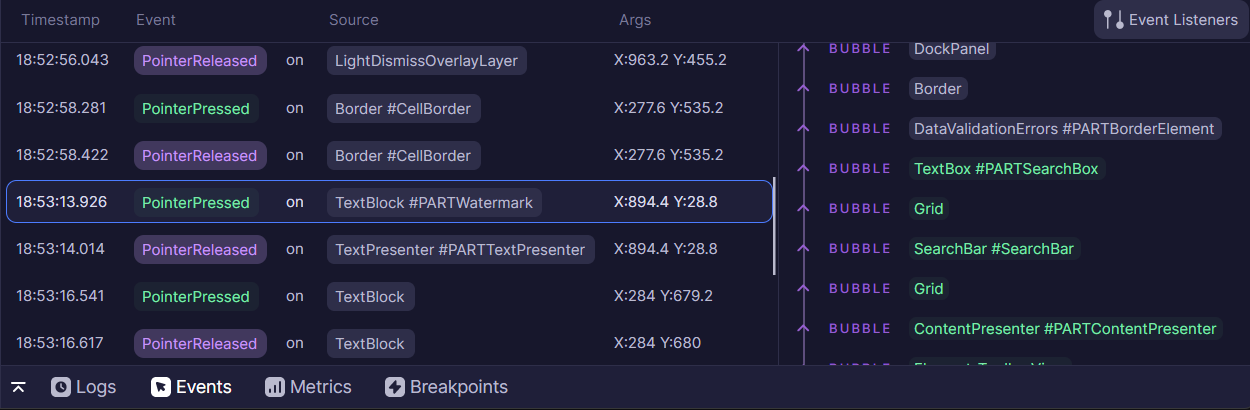 Timestamp Event Source Args
Event Listeners
18:52:56.043 PointerReleased on LightDismissOverlayLayer X:963.2 Y:455.2
18:52:58.281 PointerPressed on Border #CellBorder X:277.6 Y:535.2
18:52:58.422 PointerReleased on Border #CellBorder X:277.6 Y:535.2
18:53:13.926 PointerPressed on TextBlock #PARTWatermark X:894.4 Y:28.8
18:53:14.014 PointerReleased on TextPresenter #PARTTextPresenter X:894.4 Y:28.8
18:53:16.541 PointerPressed on TextBlock X:284 Y:679.2
18:53:16.617 PointerReleased on TextBlock X:284 Y:680
BUBBLE DockPanel
BUBBLE Border
BUBBLE DataValidationErrors #PARTBorderElement
BUBBLE TextBox #PARTSearchBox
BUBBLE Grid
BUBBLE SearchBar #SearchBar
BUBBLE Grid
BUBBLE ContentPresenter #PARTContentPresenter
Logs Events Metrics Breakpoints